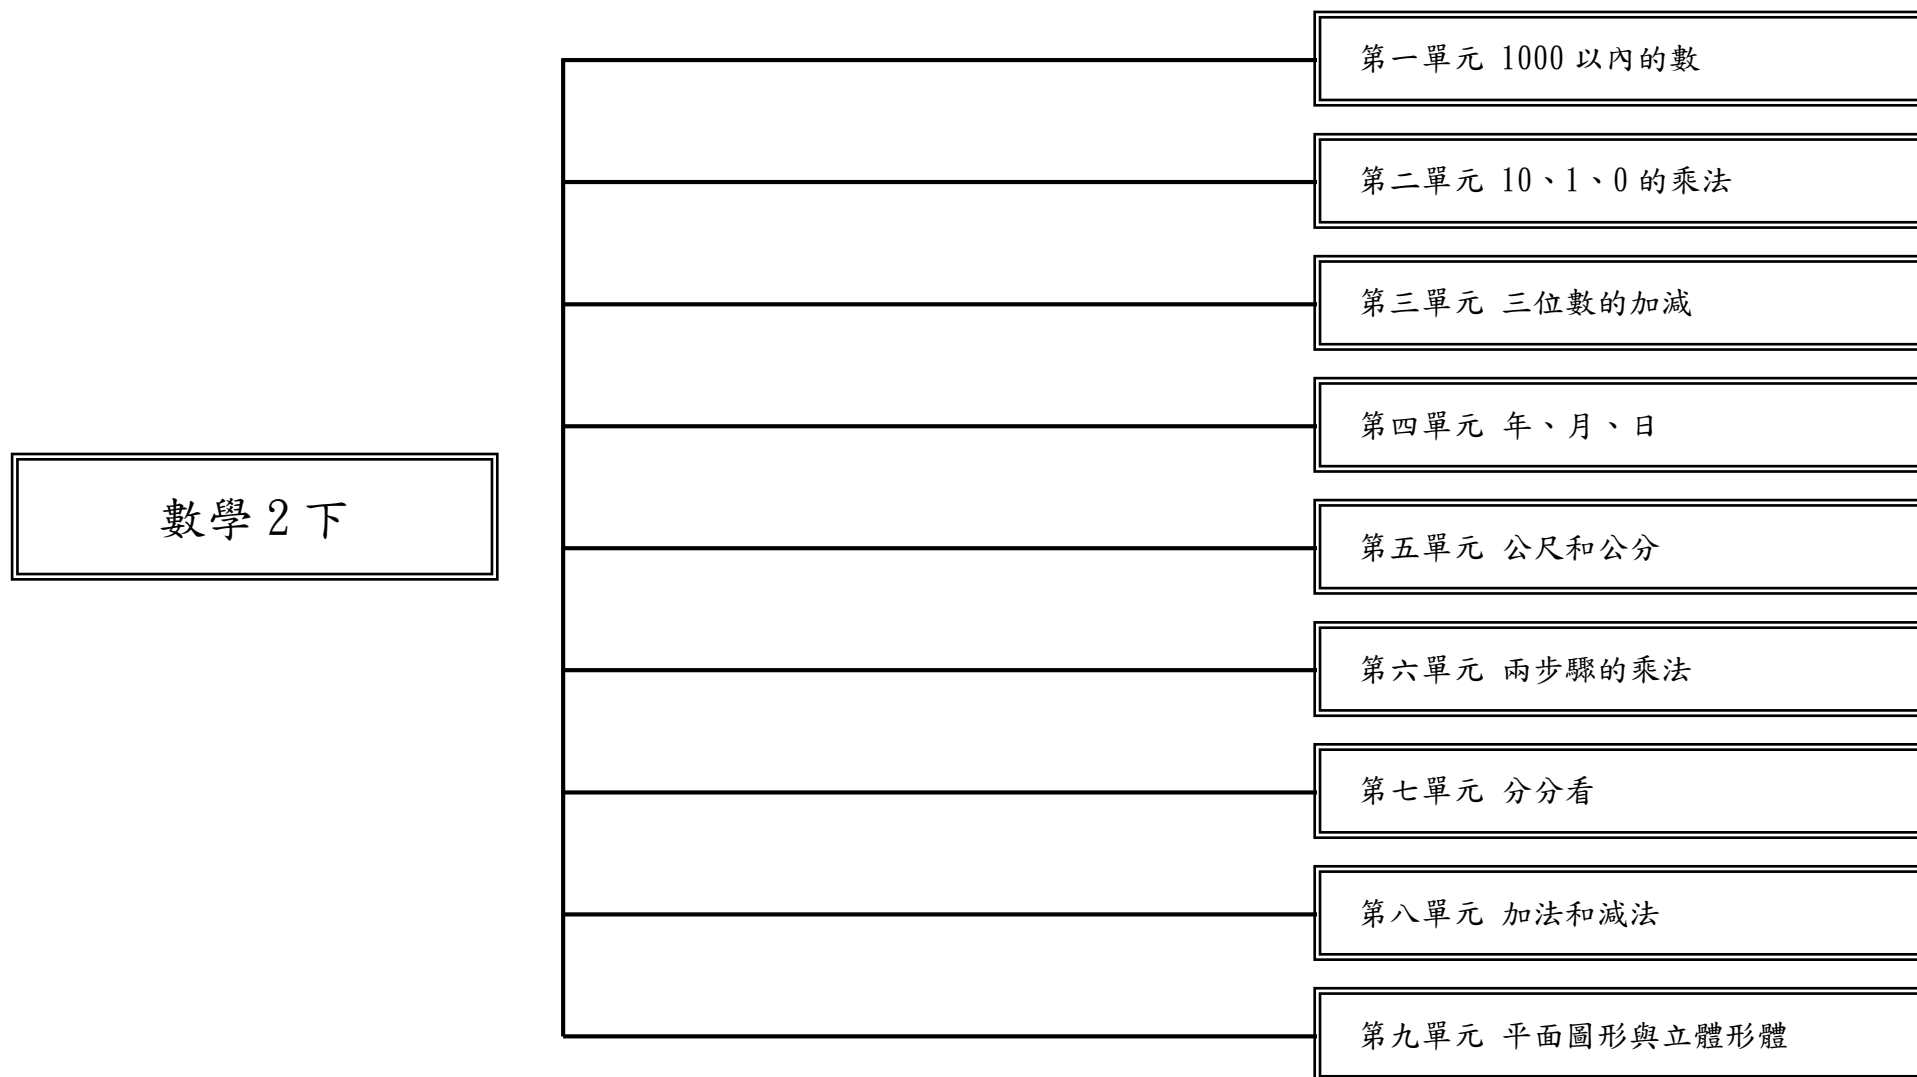 數學 2 下
第一單元 1000 以內的數
第二單元 10、1、0 的乘法
第三單元 三位數的加減
第四單元 年、月、日
第五單元 公尺和公分
第六單元 兩步驟的乘法
第七單元 分分看
第八單元 加法和減法
第九單元 平面圖形與立體形體